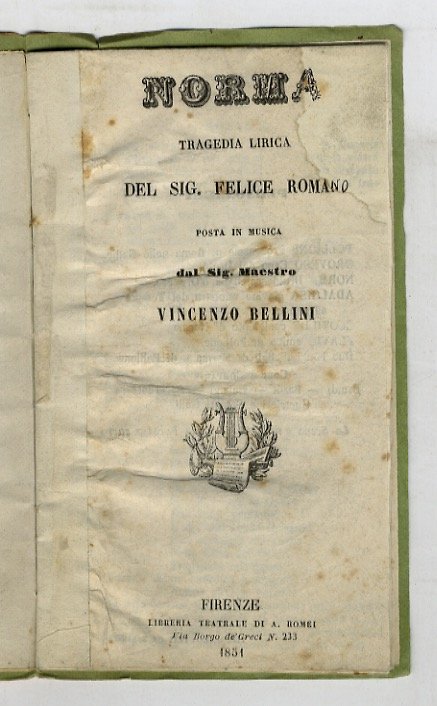 NORMA
TRAGEDIA LIRICA
DEL SIG. FELICE ROMANO
POSTA IN MUSICA
dal Sig. Maestro
VINCENZO BELLINI
FIRENZE
LIBRERIA TEATRALE DI A. ROMEI
Via Borgo de'Greci N. 233
1851